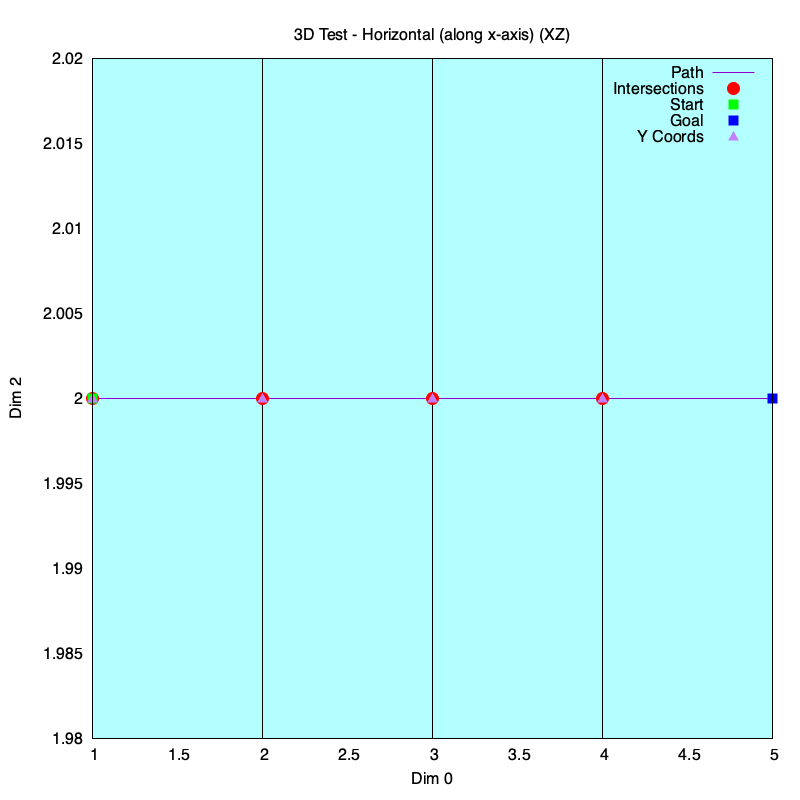 3D Test - Horizontal (along x-axis) (XZ)
Path
Intersections
Start
Goal
Y Coords
2.02
2.015
2.01
2.005
2
1.995
1.99
1.985
1.98
Dim 2
1 1.5 2 2.5 3 3.5 4 4.5 5
Dim 0